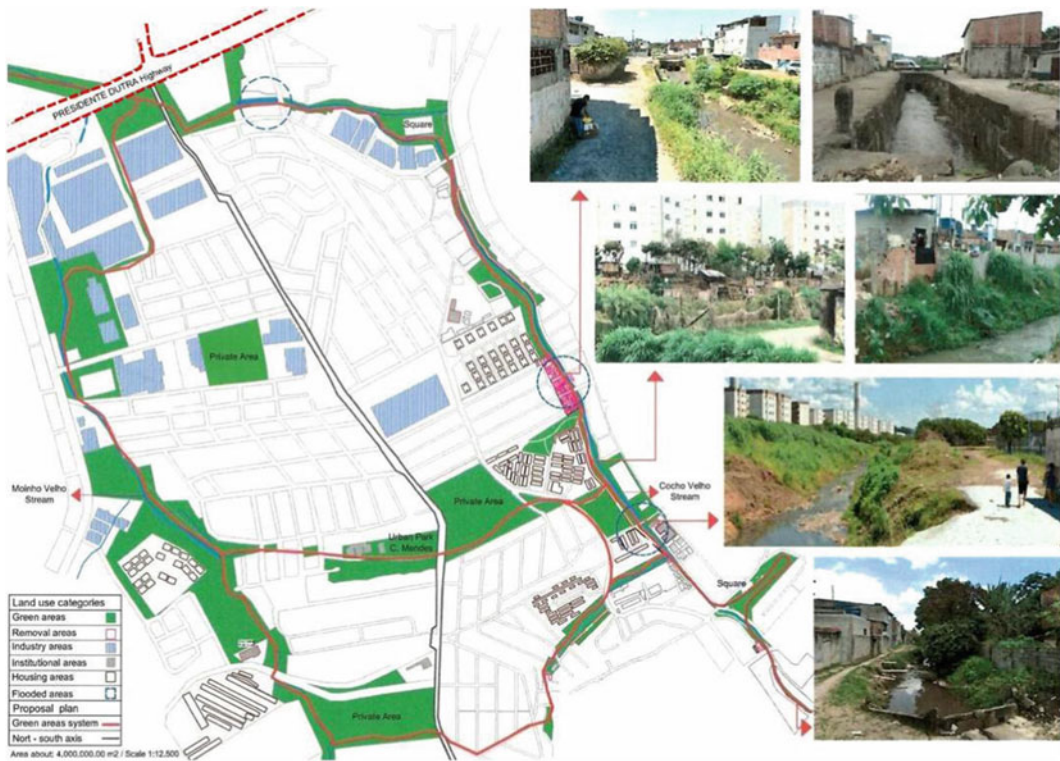 PRESIDENTE DUTRA Highway
Square
Private Area
Moinho Velho
Stream
Private Area
Cocho Velho
Stream
Urban Park
C. Mendes
Square
Private Area
Land use categories
Green areas
Removal areas
Industry areas
Institutional areas
Housing areas
Flooded areas
Proposal plan
Green areas system
Nort - south axis
Area about: 4,000,000.00 m2 / Scale 1:12.500